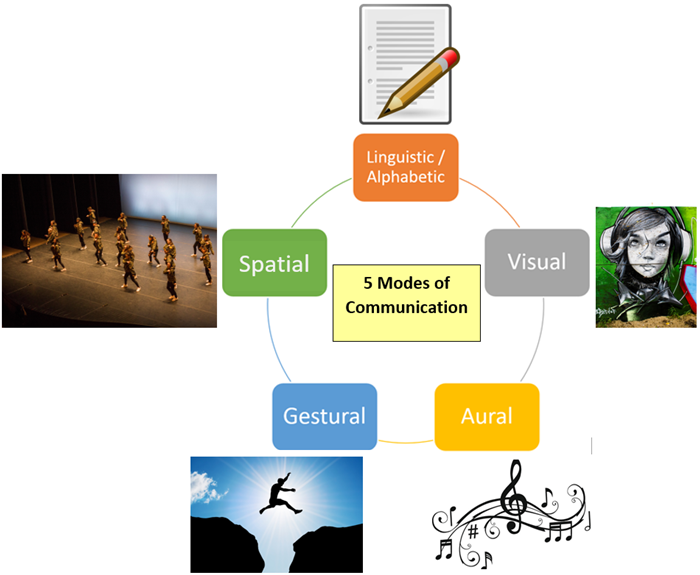 Linguistic /
Alphabetic
Spatial
Visual
5 Modes of
Communication
Gestural
Aural